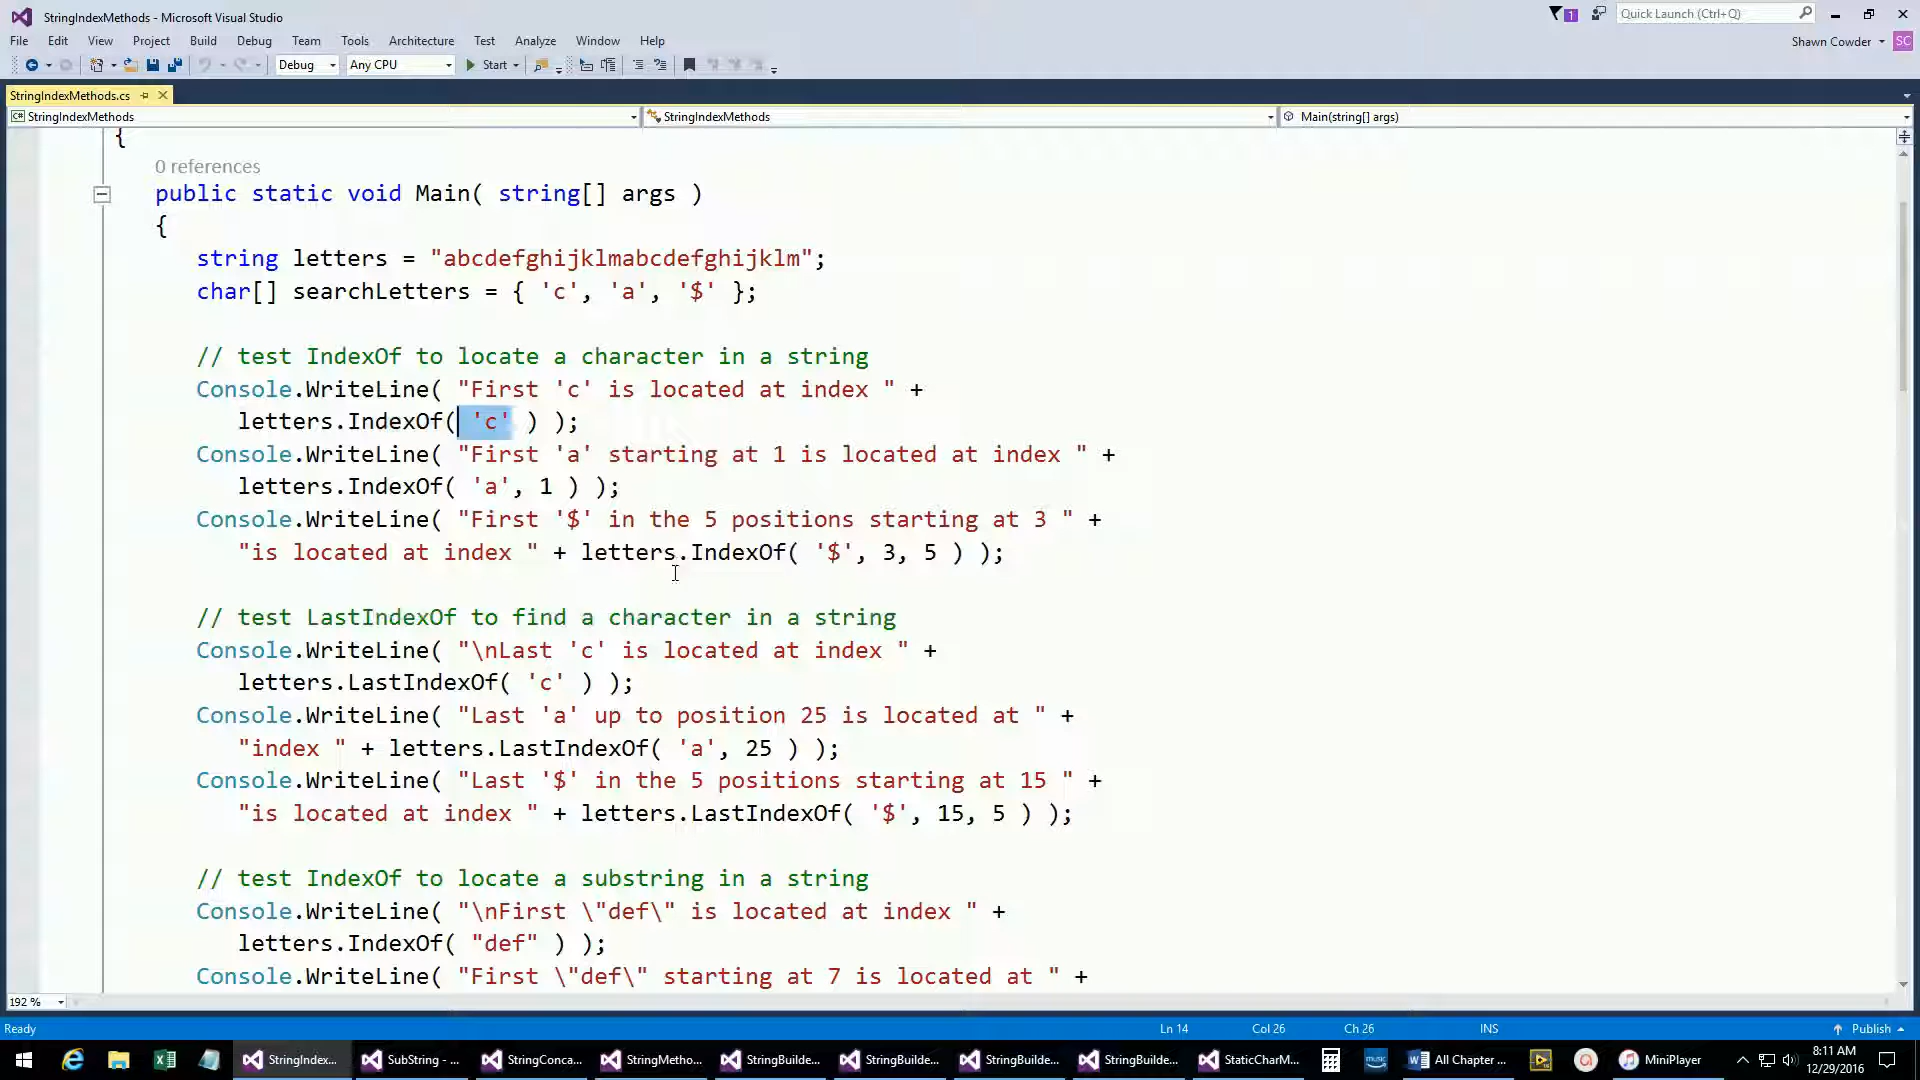 StringIndexMethods - Microsoft Visual Studio
1
Quick Launch (Ctrl+Q)
File Edit View Project Build Debug Team Tools Architecture Test Analyze Window Help
Shawn Cowder SC
Debug Any CPU Start
StringIndexMethods.cs
C# StringIndexMethods StringIndexMethods Main(string[] args)
{
0 references
public static void Main( string[] args )
{
string letters = "abcdefghijklmabcdefghijklm";
char[] searchLetters = { 'c', 'a', '$' };
// test IndexOf to locate a character in a string
Console.WriteLine( "First 'c' is located at index " +
letters.IndexOf( 'c' ) );
Console.WriteLine( "First 'a' starting at 1 is located at index " +
letters.IndexOf( 'a', 1 ) );
Console.WriteLine( "First '$' in the 5 positions starting at 3 " +
"is located at index " + letters.IndexOf( '$', 3, 5 ) );
// test LastIndexOf to find a character in a string
Console.WriteLine( "\nLast 'c' is located at index " +
letters.LastIndexOf( 'c' ) );
Console.WriteLine( "Last 'a' up to position 25 is located at " +
"index " + letters.LastIndexOf( 'a', 25 ) );
Console.WriteLine( "Last '$' in the 5 positions starting at 15 " +
"is located at index " + letters.LastIndexOf( '$', 15, 5 ) );
// test IndexOf to locate a substring in a string
Console.WriteLine( "\nFirst \"def\" is located at index " +
letters.IndexOf( "def" ) );
Console.WriteLine( "First \"def\" starting at 7 is located at " +
192 %
Ready Ln 14 Col 26 Ch 26 INS Publish
StringIndex... SubString - ... StringConca... StringMetho... StringBuilde... StringBuilde... StringBuilde... StringBuilde... StaticCharM... music All Chapter ... MiniPlayer 8:11 AM
12/29/2016